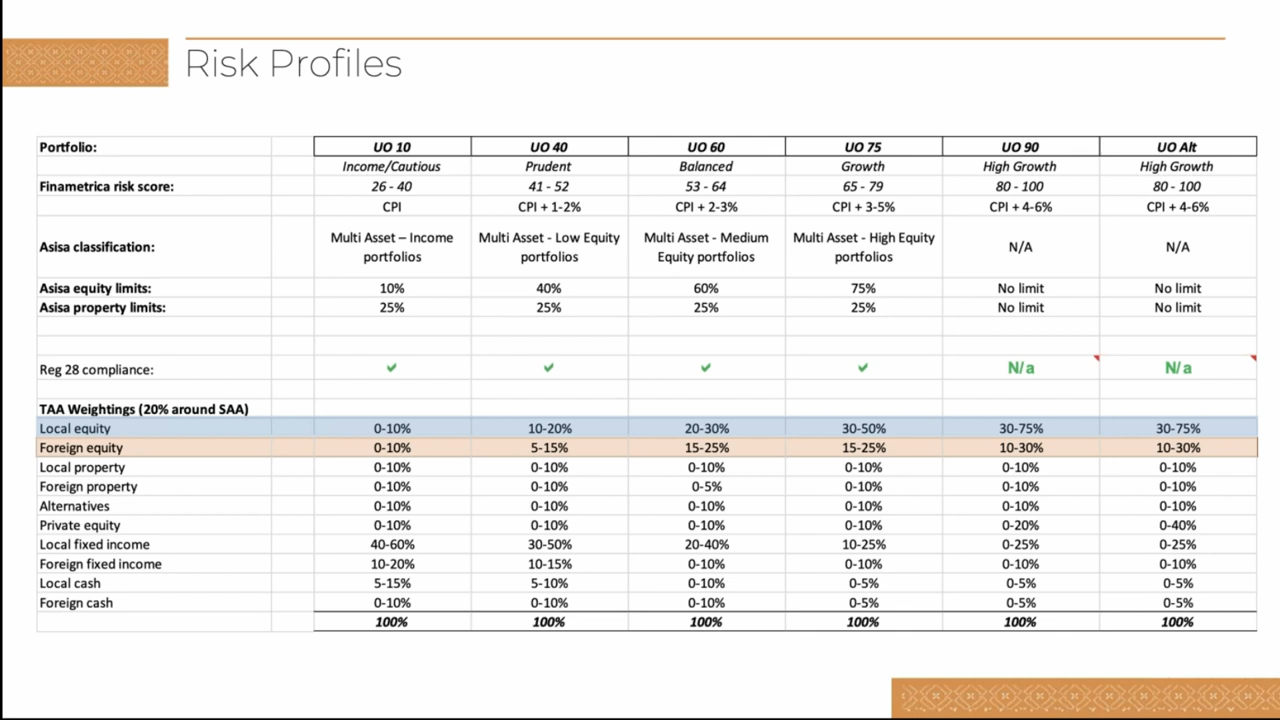 Risk Profiles
Portfolio: UO 10 UO 40 UO 60 UO 75 UO 90 UO Alt
Income/Cautious Prudent Balanced Growth High Growth High Growth
Finametrica risk score: 26 - 40 41 - 52 53 - 64 65 - 79 80 - 100 80 - 100
CPI CPI + 1-2% CPI + 2-3% CPI + 3-5% CPI + 4-6% CPI + 4-6%
Asisa classification: Multi Asset – Income portfolios Multi Asset - Low Equity portfolios Multi Asset - Medium Equity portfolios Multi Asset - High Equity portfolios N/A N/A
Asisa equity limits: 10% 40% 60% 75% No limit No limit
Asisa property limits: 25% 25% 25% 25% No limit No limit
Reg 28 compliance: ✔ ✔ ✔ ✔ N/a N/a
TAA Weightings (20% around SAA)
Local equity 0-10% 10-20% 20-30% 30-50% 30-75% 30-75%
Foreign equity 0-10% 5-15% 15-25% 15-25% 10-30% 10-30%
Local property 0-10% 0-10% 0-10% 0-10% 0-10% 0-10%
Foreign property 0-10% 0-10% 0-5% 0-10% 0-10% 0-10%
Alternatives 0-10% 0-10% 0-10% 0-10% 0-10% 0-10%
Private equity 0-10% 0-10% 0-10% 0-10% 0-20% 0-40%
Local fixed income 40-60% 30-50% 20-40% 10-25% 0-25% 0-25%
Foreign fixed income 10-20% 10-15% 0-10% 0-10% 0-10% 0-10%
Local cash 5-15% 5-10% 0-10% 0-5% 0-5% 0-5%
Foreign cash 0-10% 0-10% 0-10% 0-5% 0-5% 0-5%
100% 100% 100% 100% 100% 100%